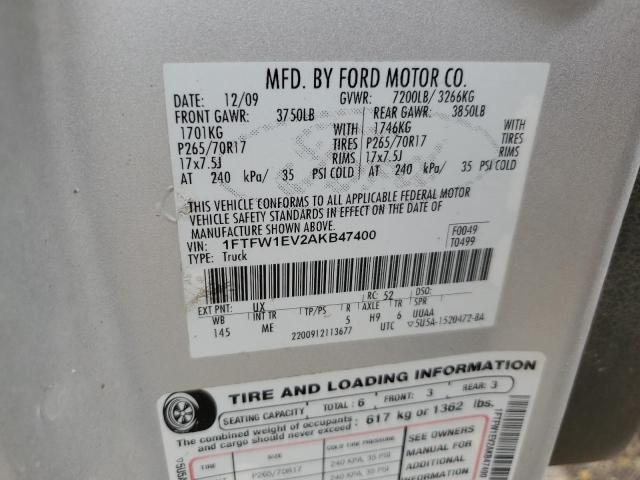 MFD. BY FORD MOTOR CO.
DATE: 12/09 GVWR: 7200LB/ 3266KG
FRONT GAWR: 3750LB REAR GAWR: 3850LB
1701KG WITH 1746KG WITH
P265/70R17 TIRES P265/70R17 TIRES
17x7.5J RIMS 17x7.5J RIMS
AT 240 kPa/ 35 PSI COLD AT 240 kPa/ 35 PSI COLD
THIS VEHICLE CONFORMS TO ALL APPLICABLE FEDERAL MOTOR
VEHICLE SAFETY STANDARDS IN EFFECT ON THE DATE OF
MANUFACTURE SHOWN ABOVE.
VIN: 1FTFW1EV2AKB47400 F0049
TYPE: Truck T0499
EXT PNT: UX RC: 52 DSO:
WB INT TR TP/PS R AXLE TR SPR
145 ME 5 H9 6 UUAA
2200912113677 UTC ▽5U5A-1520472-BA
TIRE AND LOADING INFORMATION
SEATING CAPACITY TOTAL: 6 FRONT: 3 REAR: 3
The combined weight of occupants
and cargo should never exceed : 617 kg or 1362 lbs.
TIRE COLD TIRE PRESSURE SEE OWNERS
P265/70R17 240 KPA, 35 PSI MANUAL FOR
ADDITIONAL
240 KPA, 35 PSI INFORMATION
1FTFW1EV2AKB47400
▽5U5A